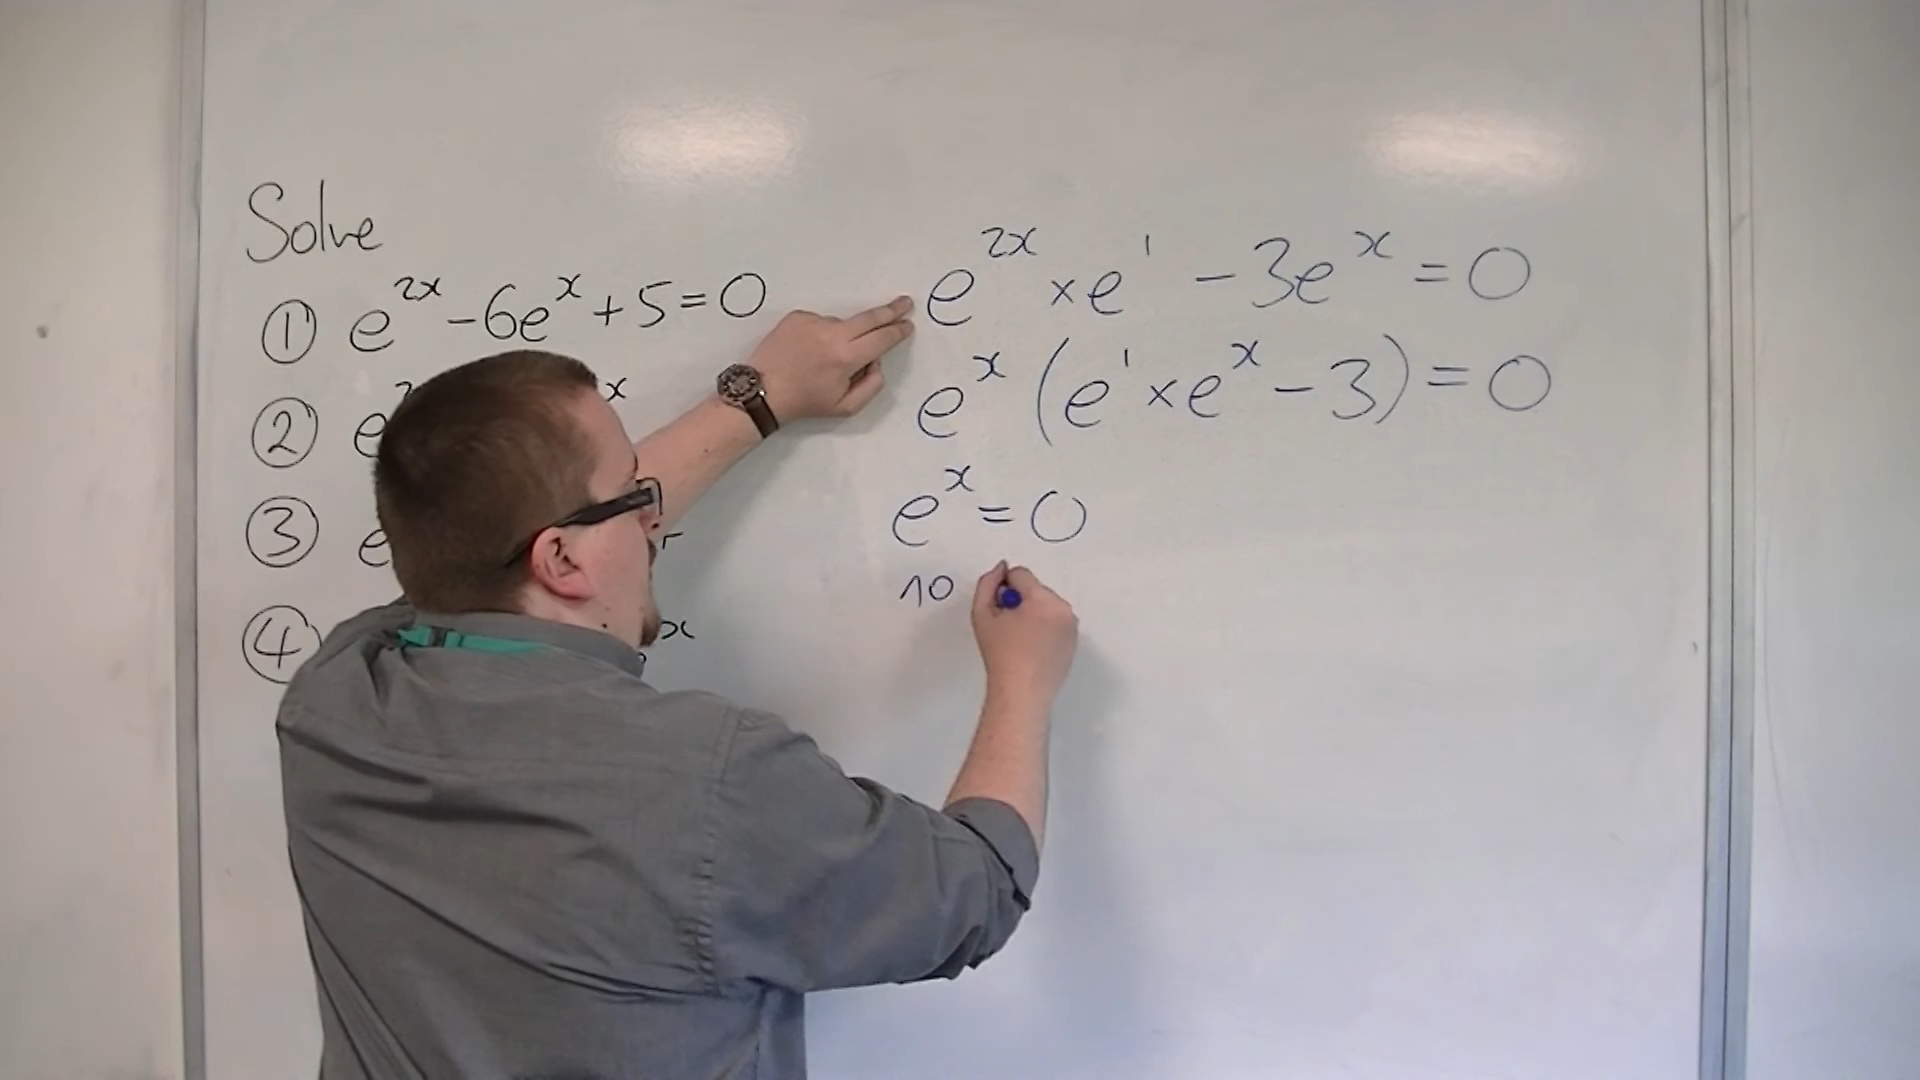 Solve
① e^{2x} - 6e^x + 5 = 0
② e x
③ e
④ x
e^{2x} × e^1 - 3e^x = 0
e^x (e^1 × e^x - 3) = 0
e^x = 0
no